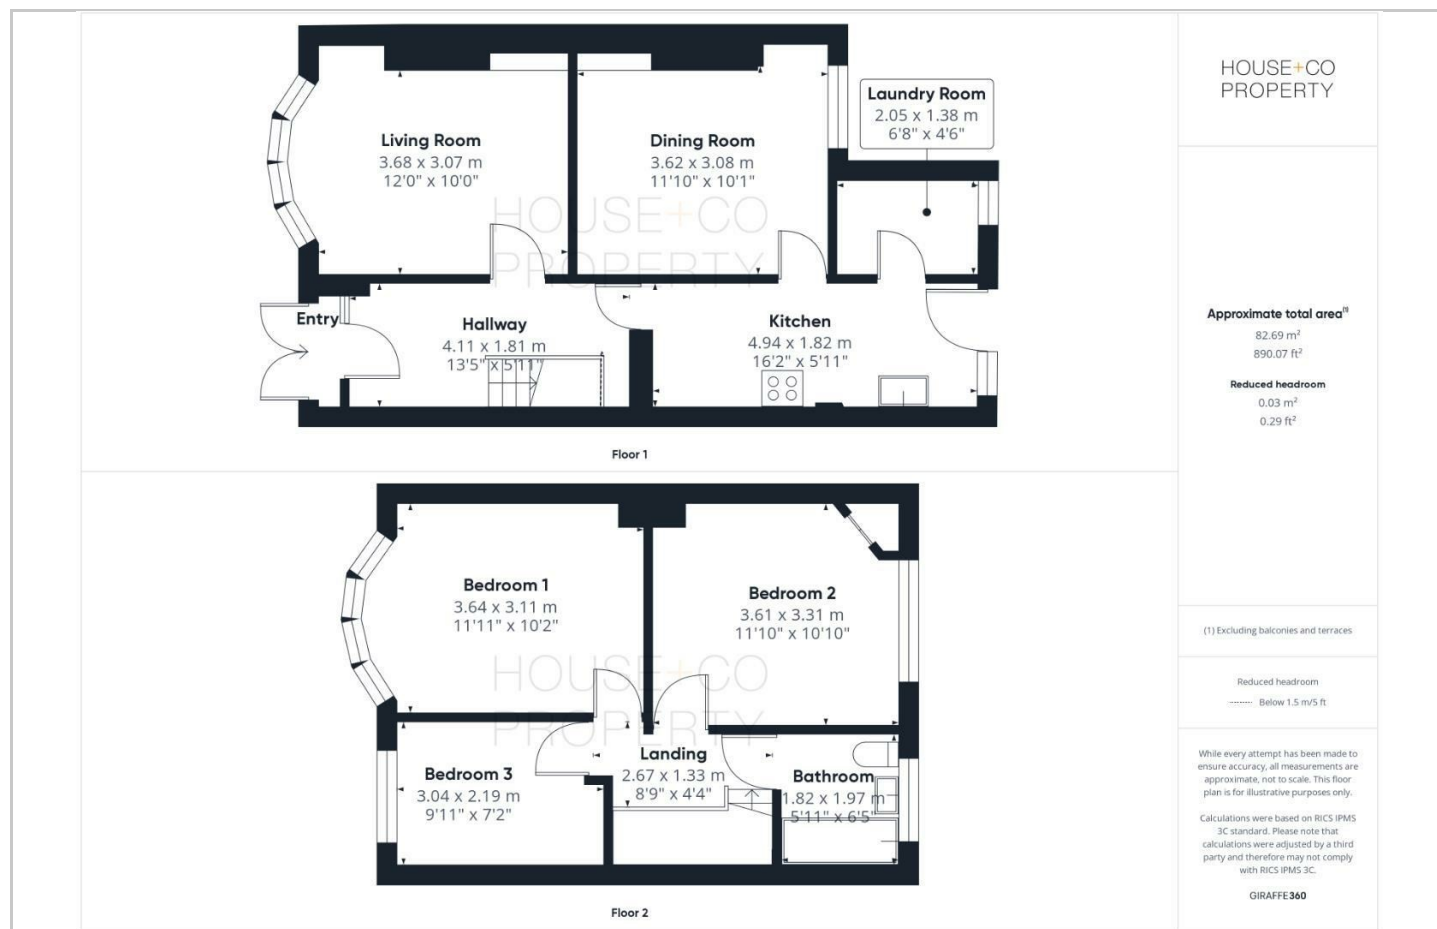 Living Room
3.68 x 3.07 m
12'0" x 10'0"
Dining Room
3.62 x 3.08 m
11'10" x 10'1"
Laundry Room
2.05 x 1.38 m
6'8" x 4'6"
HOUSE+CO
PROPERTY
Entry
Hallway
4.11 x 1.81 m
13'5" x 5'11"
Kitchen
4.94 x 1.82 m
16'2" x 5'11"
Floor 1
Bedroom 1
3.64 x 3.11 m
11'11" x 10'2"
Bedroom 2
3.61 x 3.31 m
11'10" x 10'10"
HOUSE+CO
PROPERTY
Bedroom 3
3.04 x 2.19 m
9'11" x 7'2"
Landing
2.67 x 1.33 m
8'9" x 4'4"
Bathroom
1.82 x 1.97 m
5'11" x 6'5"
Floor 2
HOUSE+CO
PROPERTY
Approximate total area(1)
82.69 m²
890.07 ft²
Reduced headroom
0.03 m²
0.29 ft²
(1) Excluding balconies and terraces
Reduced headroom
Below 1.5 m/5 ft
While every attempt has been made to
ensure accuracy, all measurements are
approximate, not to scale. This floor
plan is for illustrative purposes only.
Calculations were based on RICS IPMS
3C standard. Please note that
calculations were adjusted by a third
party and therefore may not comply
with RICS IPMS 3C.
GIRAFFE360